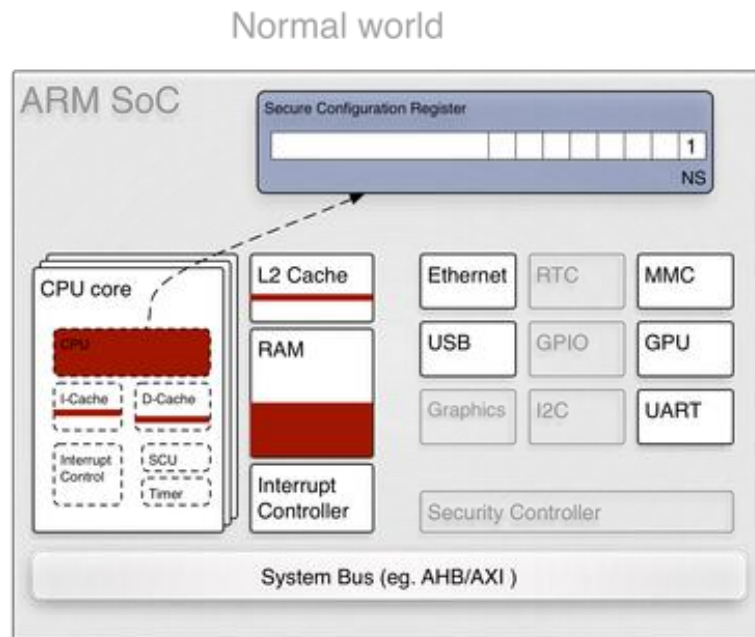 Normal world
ARM SoC
Secure Configuration Register
1
NS
CPU core
CPU
I-Cache
D-Cache
Interrupt
Control
SCU
Timer
L2 Cache
RAM
Interrupt
Controller
Ethernet
RTC
MMC
USB
GPIO
GPU
Graphics
I2C
UART
Security Controller
System Bus (eg. AHB/AXI )